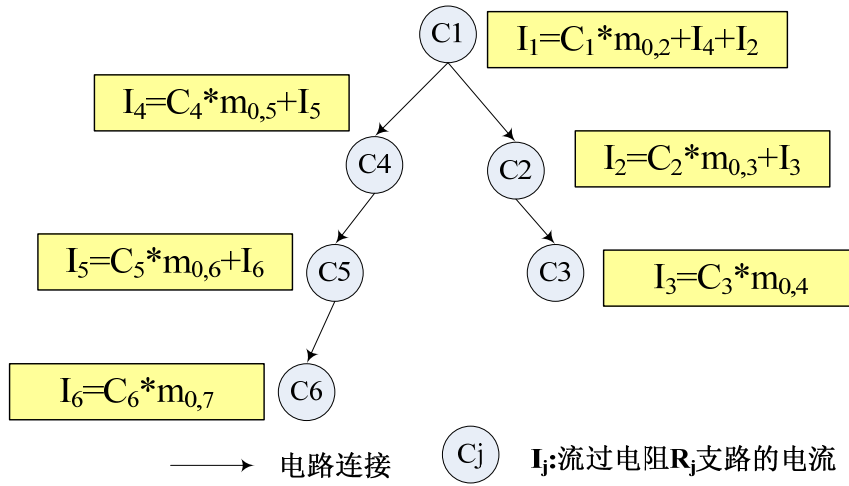 C1
I₁=C₁*m₀,₂+I₄+I₂
I₄=C₄*m₀,₅+I₅
C4
C2
I₂=C₂*m₀,₃+I₃
I₅=C₅*m₀,₆+I₆
C5
C3
I₃=C₃*m₀,₄
I₆=C₆*m₀,₇
C6
电路连接
Cj
Iⱼ:流过电阻Rⱼ支路的电流